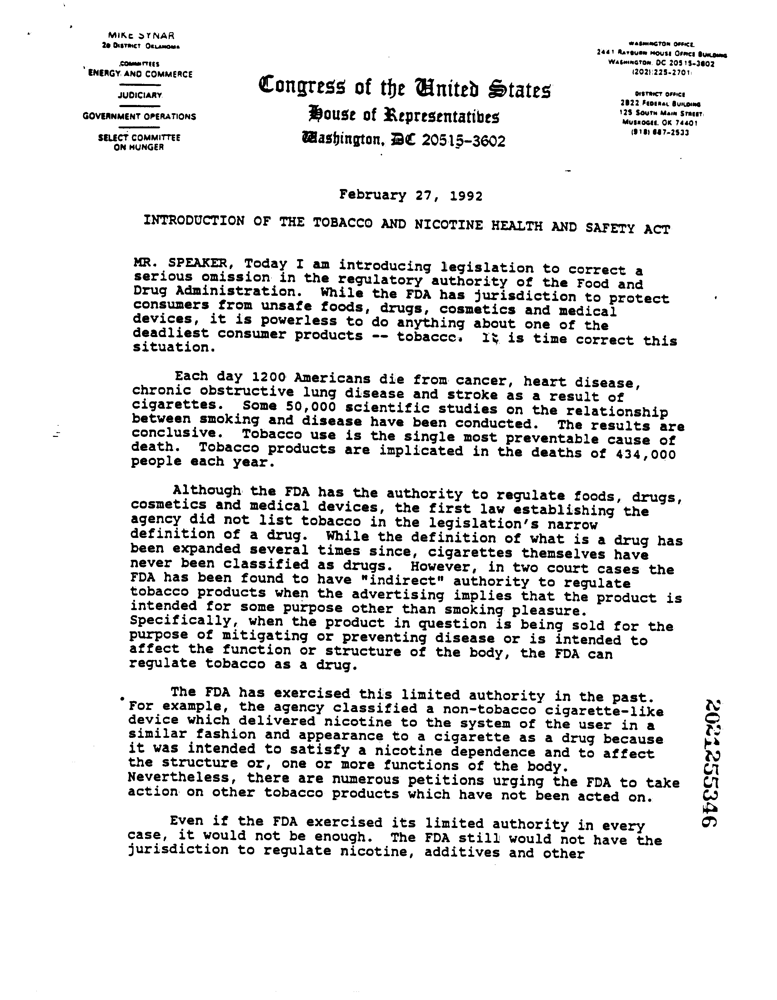 MIKE SYNAR
2D DISTRICT OKLAHOMA
COMMITTEES
ENERGY AND COMMERCE
JUDICIARY
GOVERNMENT OPERATIONS
SELECT COMMITTEE
ON HUNGER
Congress of the United States
House of Representatives
Washington, DC 20515-3602
WASHINGTON OFFICE
2441 RAYBURN HOUSE OFFICE BUILDING
WASHINGTON DC 20515-3602
(202) 225-2701
DISTRICT OFFICE
2B22 FEDERAL BUILDING
125 SOUTH MAIN STREET
MUSKOGEE, OK 74401
(918) 687-2533
February 27, 1992
INTRODUCTION OF THE TOBACCO AND NICOTINE HEALTH AND SAFETY ACT
MR. SPEAKER, Today I am introducing legislation to correct a
serious omission in the regulatory authority of the Food and
Drug Administration. While the FDA has jurisdiction to protect
consumers from unsafe foods, drugs, cosmetics and medical
devices, it is powerless to do anything about one of the
deadliest consumer products -- tobacco. It is time correct this
situation.
Each day 1200 Americans die from cancer, heart disease,
chronic obstructive lung disease and stroke as a result of
cigarettes. Some 50,000 scientific studies on the relationship
between smoking and disease have been conducted. The results are
conclusive. Tobacco use is the single most preventable cause of
death. Tobacco products are implicated in the deaths of 434,000
people each year.
Although the FDA has the authority to regulate foods, drugs,
cosmetics and medical devices, the first law establishing the
agency did not list tobacco in the legislation's narrow
definition of a drug. While the definition of what is a drug has
been expanded several times since, cigarettes themselves have
never been classified as drugs. However, in two court cases the
FDA has been found to have "indirect" authority to regulate
tobacco products when the advertising implies that the product is
intended for some purpose other than smoking pleasure.
Specifically, when the product in question is being sold for the
purpose of mitigating or preventing disease or is intended to
affect the function or structure of the body, the FDA can
regulate tobacco as a drug.
The FDA has exercised this limited authority in the past.
For example, the agency classified a non-tobacco cigarette-like
device which delivered nicotine to the system of the user in a
similar fashion and appearance to a cigarette as a drug because
it was intended to satisfy a nicotine dependence and to affect
the structure or, one or more functions of the body.
Nevertheless, there are numerous petitions urging the FDA to take
action on other tobacco products which have not been acted on.
Even if the FDA exercised its limited authority in every
case, it would not be enough. The FDA still would not have the
jurisdiction to regulate nicotine, additives and other
2021255346